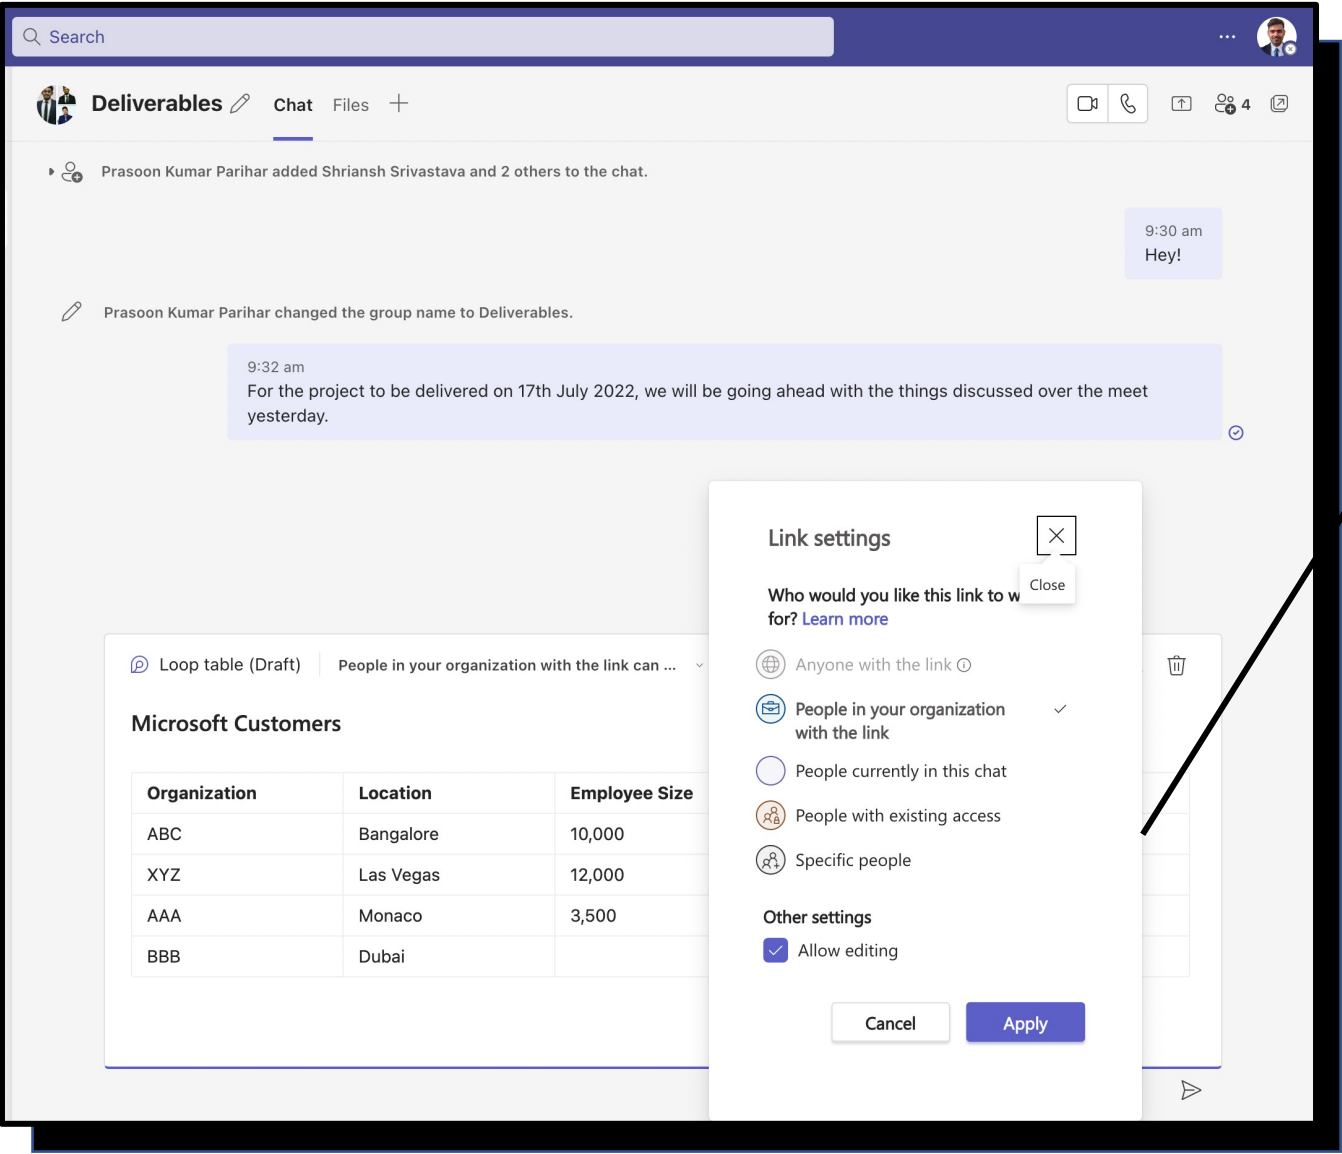 Search
Deliverables Chat Files 4
Prasoon Kumar Parihar added Shriansh Srivastava and 2 others to the chat.
9:30 am
Hey!
Prasoon Kumar Parihar changed the group name to Deliverables.
9:32 am
For the project to be delivered on 17th July 2022, we will be going ahead with the things discussed over the meet
yesterday.
Loop table (Draft) People in your organization with the link can ...
Microsoft Customers
Organization Location Employee Size
ABC Bangalore 10,000
XYZ Las Vegas 12,000
AAA Monaco 3,500
BBB Dubai
Link settings
Close
Who would you like this link to
for? Learn more
Anyone with the link
People in your organization
with the link
People currently in this chat
People with existing access
Specific people
Other settings
Allow editing
Cancel Apply